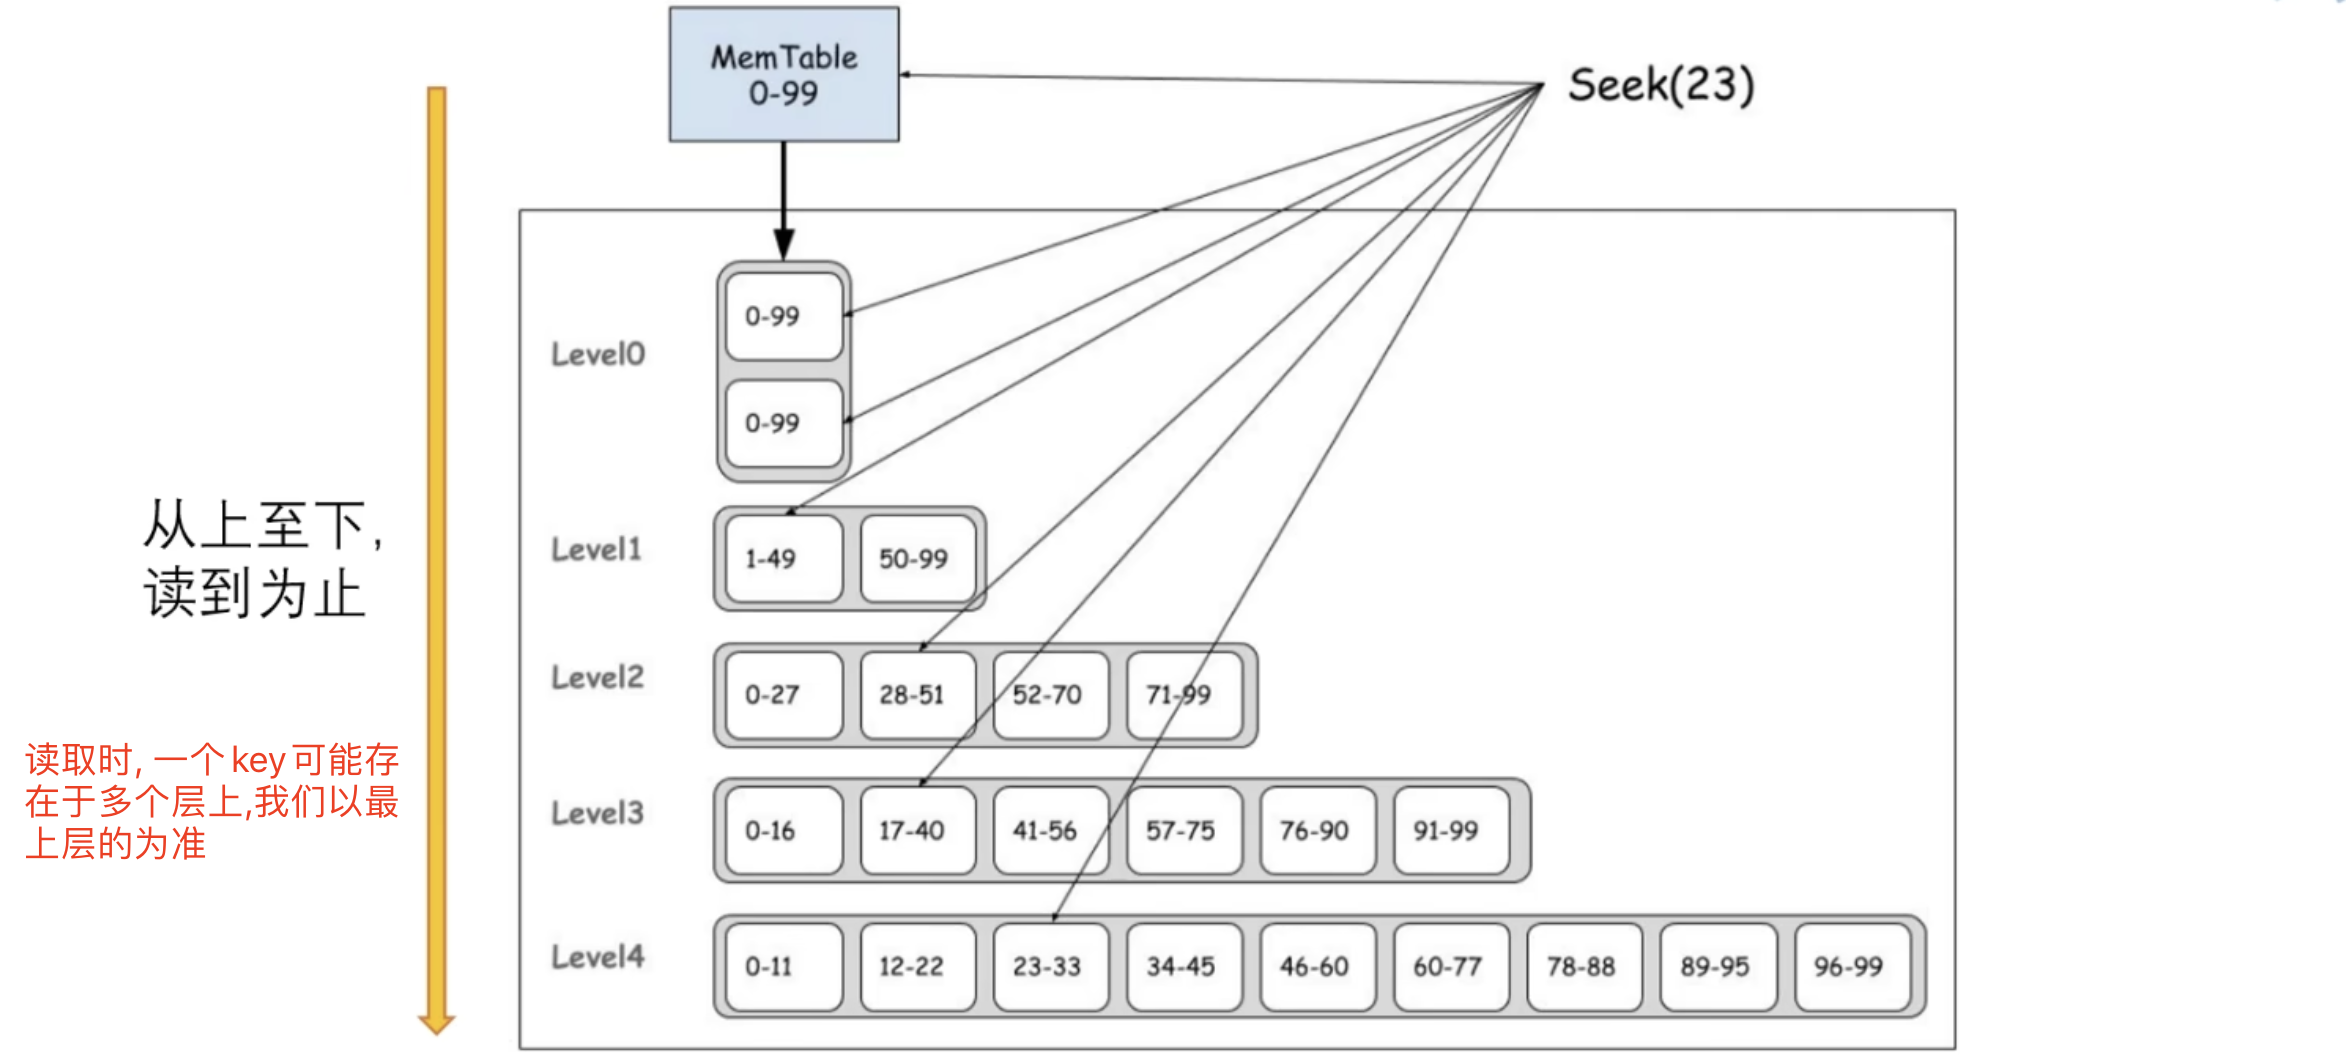 MemTable
0-99
Seek(23)
Level0
0-99
0-99
从上至下,
读到为止
Level1
1-49
50-99
Level2
0-27
28-51
52-70
71-99
读取时, 一个key可能存
在于多个层上,我们以最
上层的为准
Level3
0-16
17-40
41-56
57-75
76-90
91-99
Level4
0-11
12-22
23-33
34-45
46-60
60-77
78-88
89-95
96-99